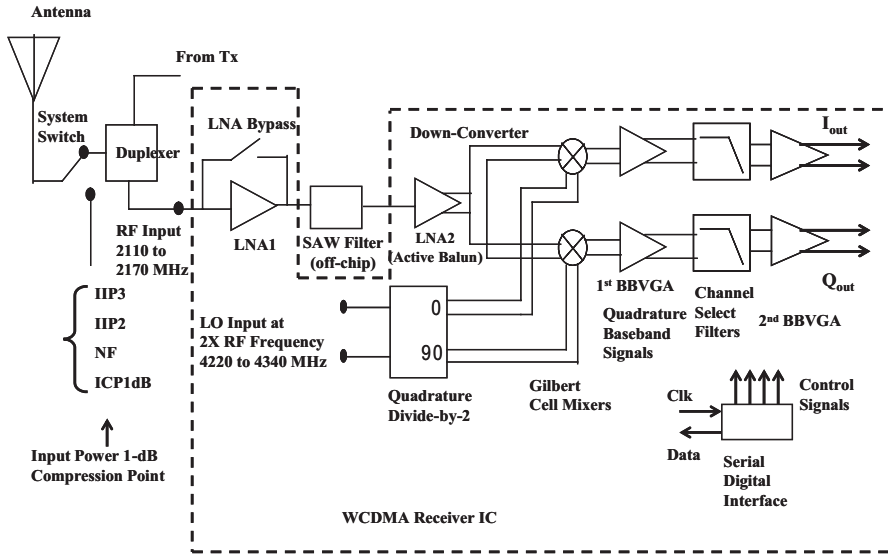 Antenna
From Tx
System
Switch
Duplexer
LNA Bypass
Down-Converter
I out
RF Input
2110 to
2170 MHz
LNA1
SAW Filter
(off-chip)
LNA2
(Active Balun)
1st BBVGA
Channel
Select
Filters
2nd BBVGA
Q out
IIP3
IIP2
NF
ICP1dB
LO Input at
2X RF Frequency
4220 to 4340 MHz
0
90
Quadrature
Baseband
Signals
Quadrature
Divide-by-2
Gilbert
Cell Mixers
Clk
Data
Control
Signals
Serial
Digital
Interface
Input Power 1-dB
Compression Point
WCDMA Receiver IC